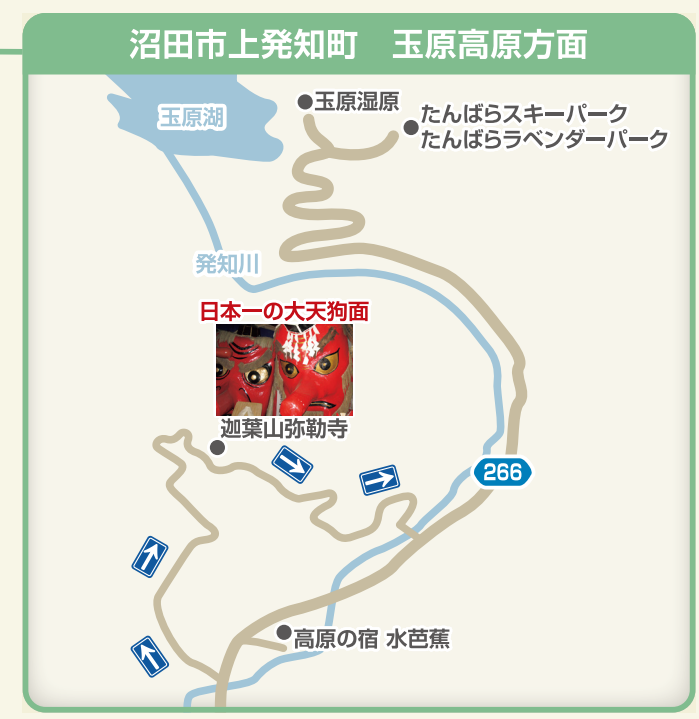 沼田市上発知町　玉原高原方面
玉原湖
玉原湿原
たんばらスキーパーク
たんばらラベンダーパーク
発知川
日本一の大天狗面
迦葉山弥勒寺
266
高原の宿 水芭蕉